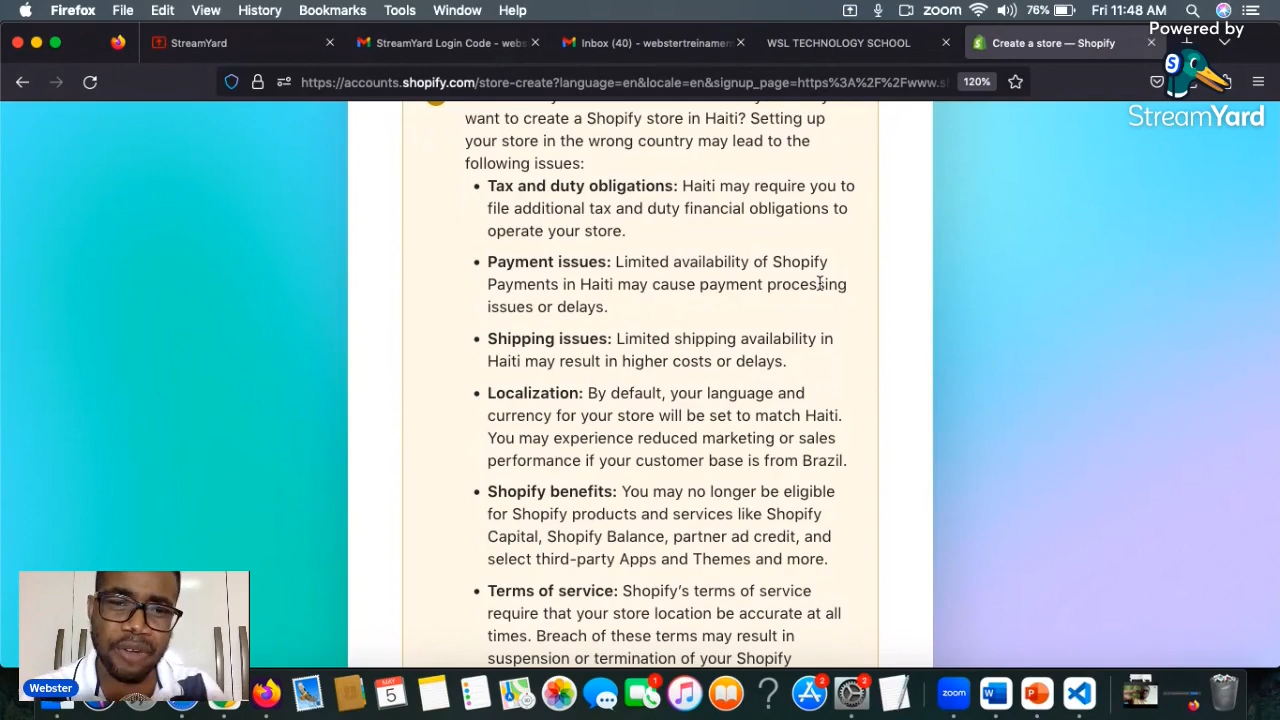 Firefox File Edit View History Bookmarks Tools Window Help zoom 76% Fri 11:48 AM
Powered by
StreamYard
StreamYard StreamYard Login Code - webs Inbox (40) - webstertreinamen WSL TECHNOLOGY SCHOOL Create a store — Shopify
https://accounts.shopify.com/store-create?language=en&locale=en&signup_page=https%3A%2F%2Fwww.s 120%
want to create a Shopify store in Haiti? Setting up
your store in the wrong country may lead to the
following issues:
• Tax and duty obligations: Haiti may require you to
file additional tax and duty financial obligations to
operate your store.
• Payment issues: Limited availability of Shopify
Payments in Haiti may cause payment processing
issues or delays.
• Shipping issues: Limited shipping availability in
Haiti may result in higher costs or delays.
• Localization: By default, your language and
currency for your store will be set to match Haiti.
You may experience reduced marketing or sales
performance if your customer base is from Brazil.
• Shopify benefits: You may no longer be eligible
for Shopify products and services like Shopify
Capital, Shopify Balance, partner ad credit, and
select third-party Apps and Themes and more.
• Terms of service: Shopify’s terms of service
require that your store location be accurate at all
times. Breach of these terms may result in
suspension or termination of your Shopify
Webster
MAY
5
1
2
2
zoom